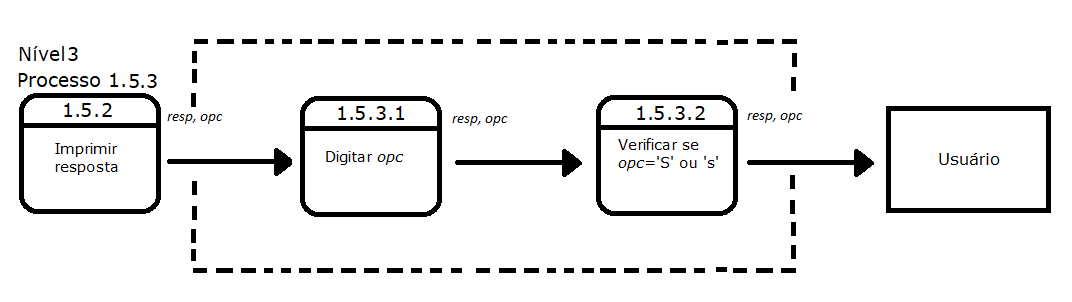 Nível3
Processo 1.5.3
1.5.2
Imprimir
resposta
resp, opc
1.5.3.1
Digitar opc
resp, opc
1.5.3.2
Verificar se
opc='S' ou 's'
resp, opc
Usuário